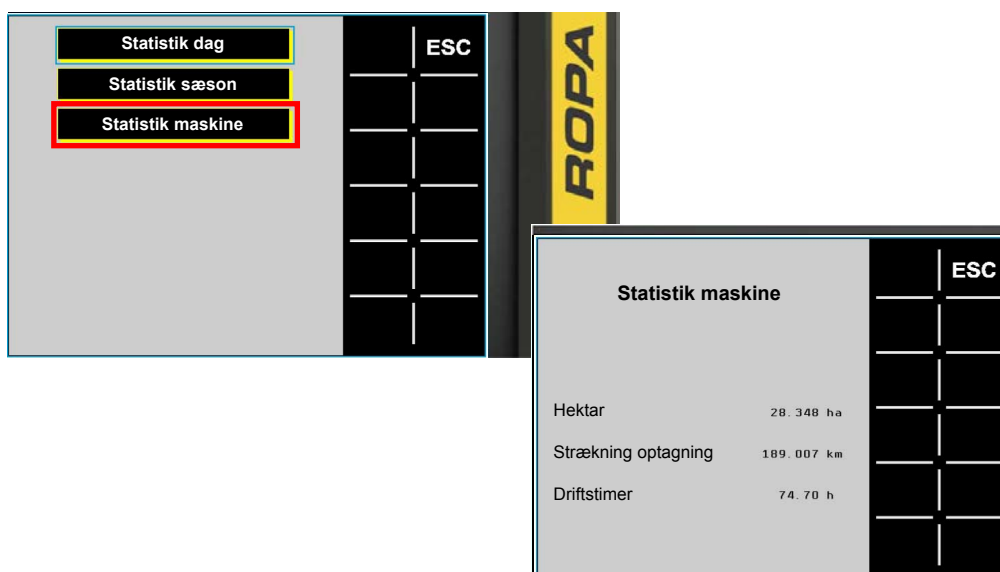 Statistik dag
ESC
Statistik sæson
Statistik maskine
ROPA
ESC
Statistik maskine
Hektar 28.348 ha
Strækning optagning 189.007 km
Driftstimer 74.70 h